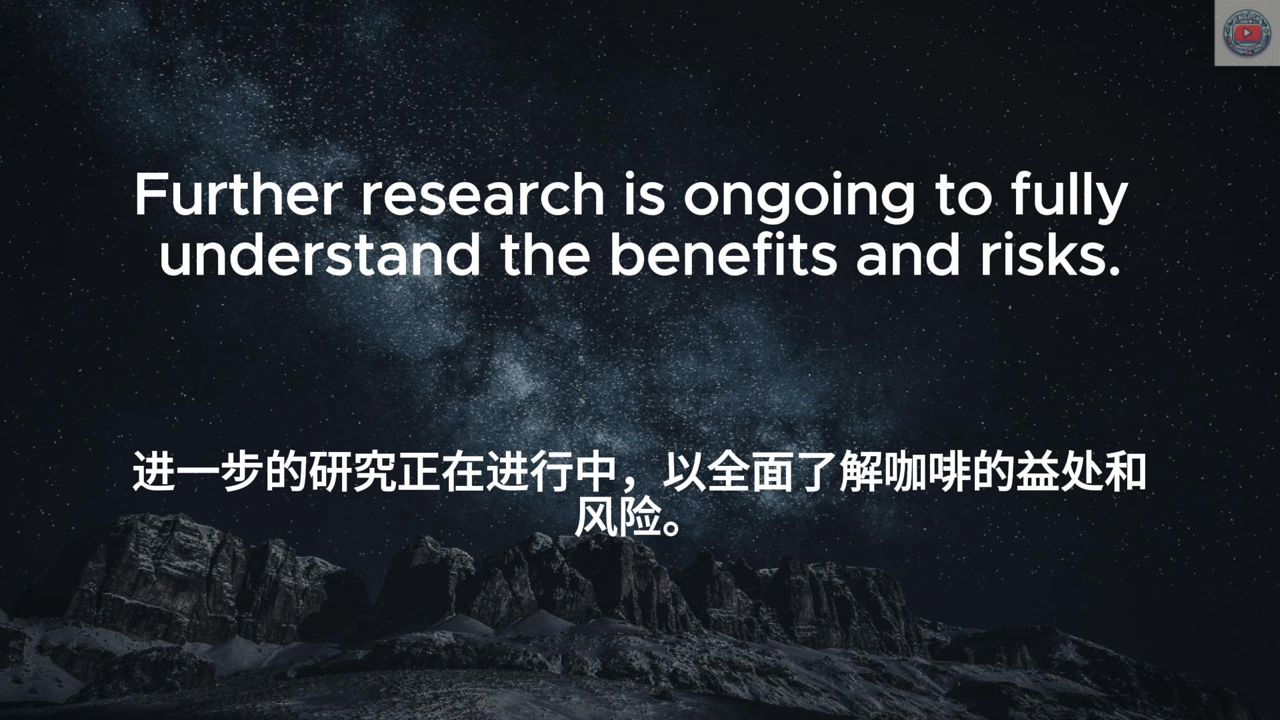 Further research is ongoing to fully
understand the benefits and risks.
进一步的研究正在进行中，以全面了解咖啡的益处和
风险。